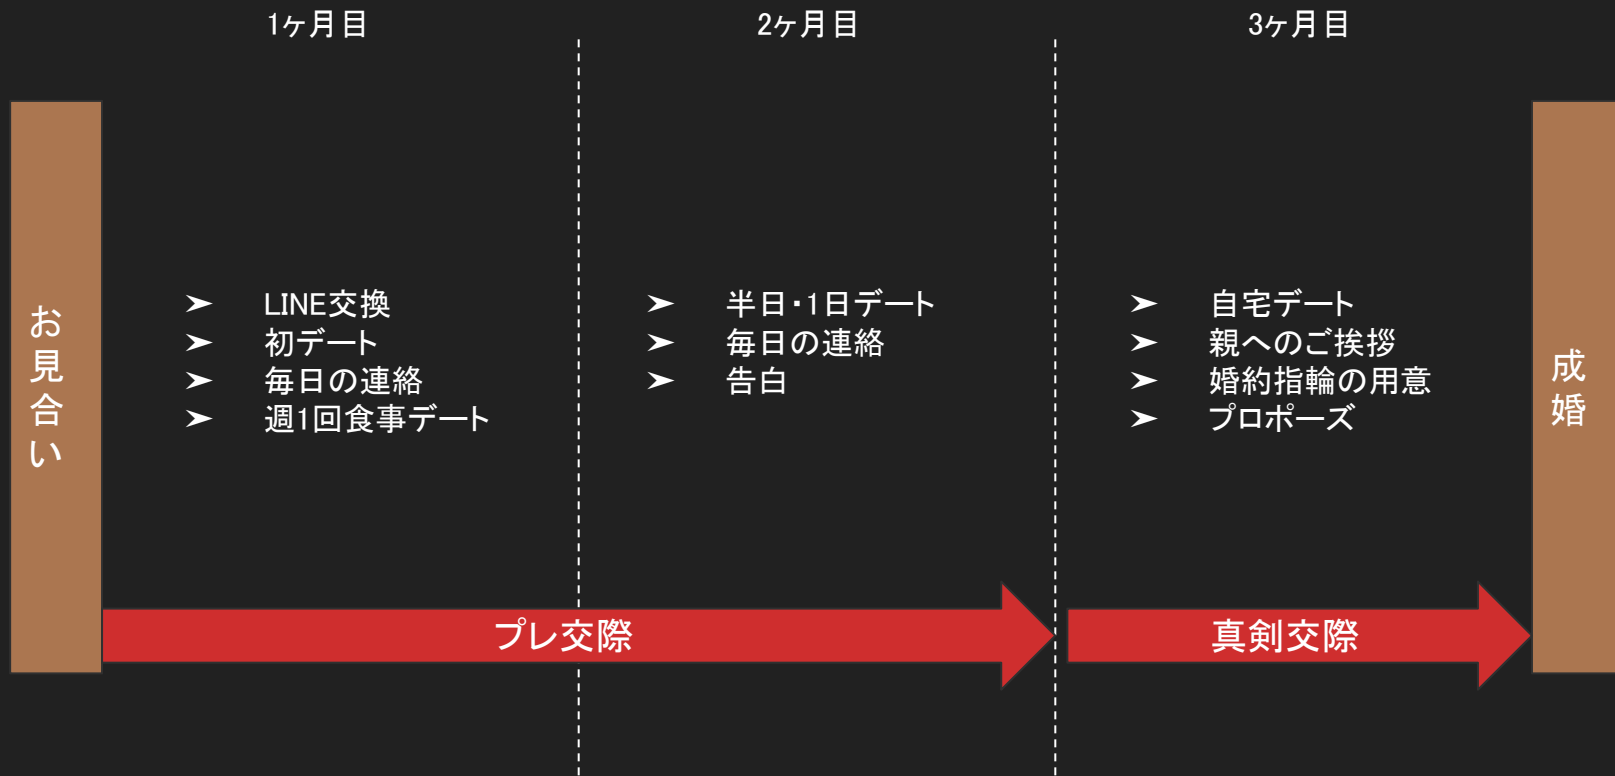 1ヶ月目
2ヶ月目
3ヶ月目
お見合い
➤ LINE交換
➤ 初デート
➤ 毎日の連絡
➤ 週1回食事デート
➤ 半日・1日デート
➤ 毎日の連絡
➤ 告白
➤ 自宅デート
➤ 親へのご挨拶
➤ 婚約指輪の用意
➤ プロポーズ
成婚
プレ交際
真剣交際